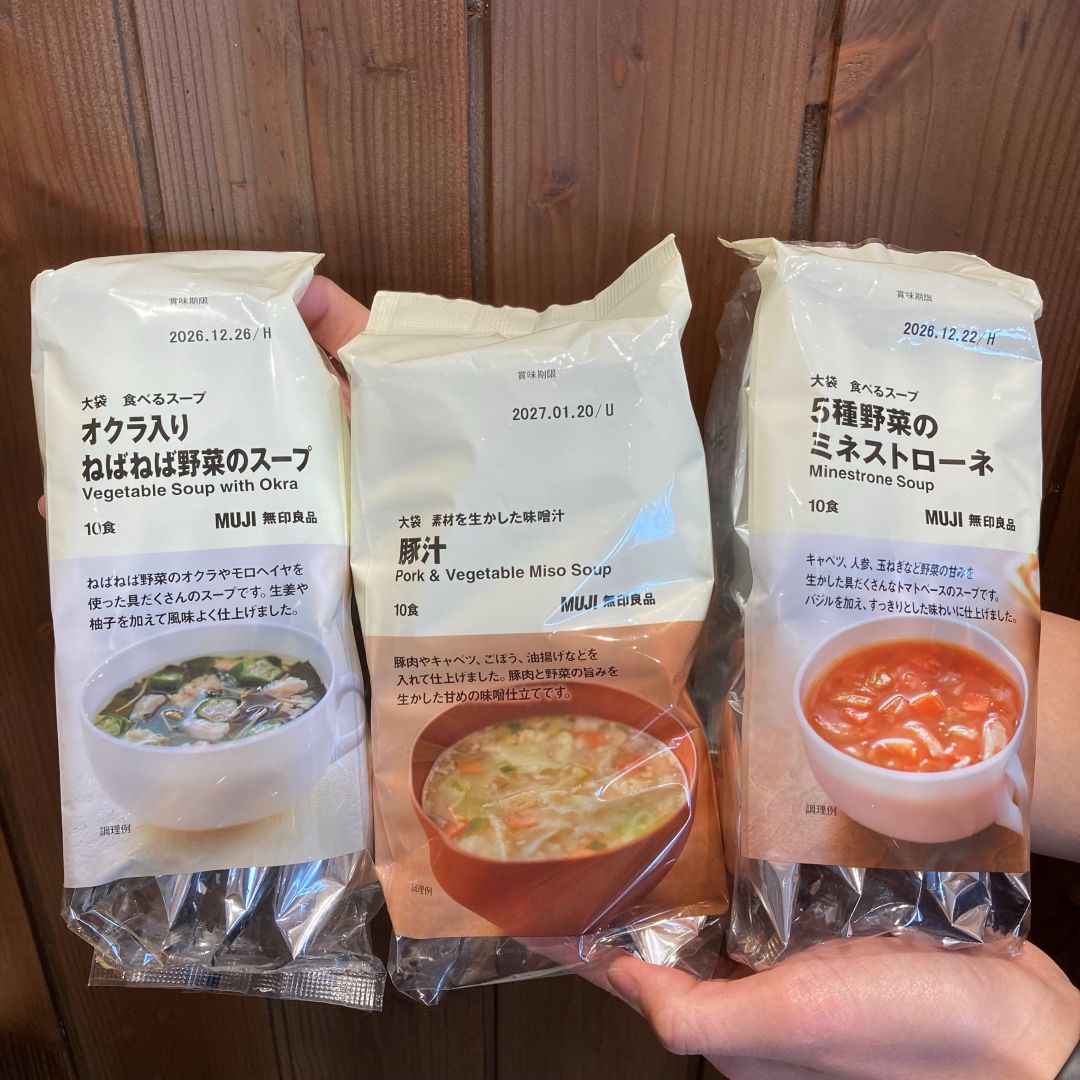 賞味期限
2026.12.26/H
大袋 食べるスープ
オクラ入り
ねばねば野菜のスープ
Vegetable Soup with Okra
10食
MUJI 無印良品
ねばねば野菜のオクラやモロヘイヤを
使った具だくさんのスープです。生姜や
柚子を加えて風味よく仕上げました。
調理例
賞味期限
2027.01.20/U
大袋 素材を生かした味噌汁
豚汁
Pork & Vegetable Miso Soup
10食
MUJI 無印良品
豚肉やキャベツ、ごぼう、油揚げなどを
入れて仕上げました。豚肉と野菜の旨みを
生かした甘めの味噌仕立てです。
調理例
賞味期限
2026.12.22/H
大袋 食べるスープ
5種野菜の
ミネストローネ
Minestrone Soup
10食
MUJI 無印良品
キャベツ、人参、玉ねぎなど野菜の甘みを
生かした具だくさんなトマトベースのスープです。
バジルを加え、すっきりとした味わいに仕上げました。
調理例